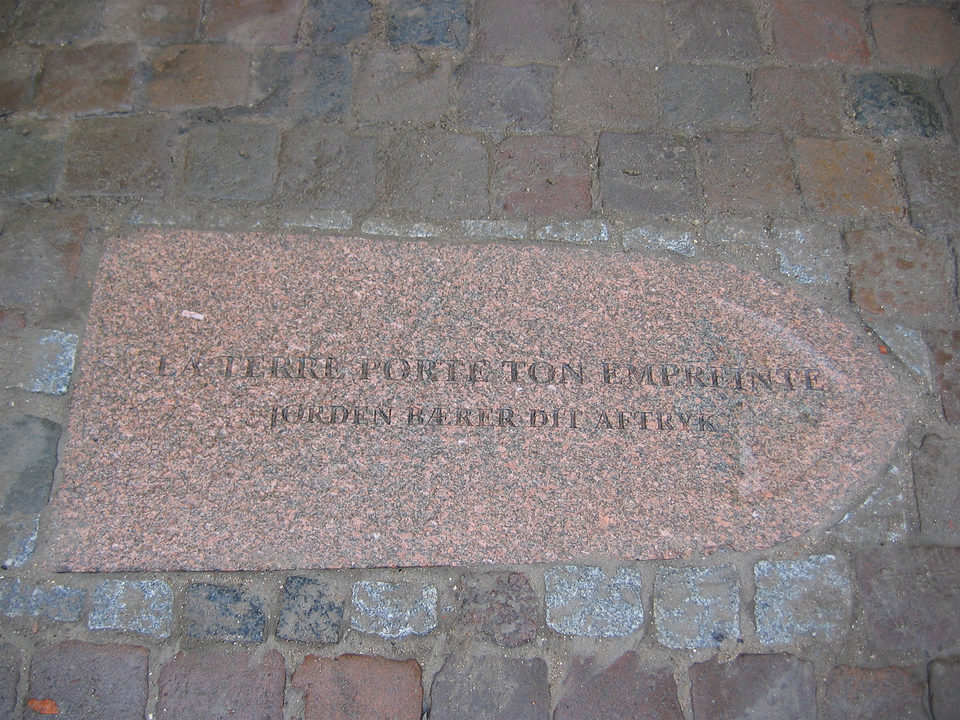 LA TERRE PORTE TON EMPREINTE
JORDEN BÆRER DIT AFTRYK